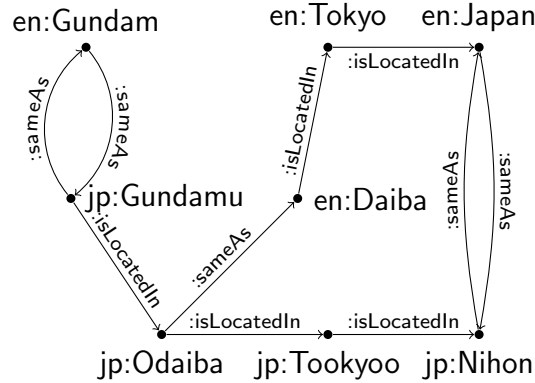 en:Gundam
en:Tokyo
en:Japan
:isLocatedIn
:sameAs
:sameAs
:isLocatedIn
:sameAs
:sameAs
jp:Gundamu
en:Daiba
:isLocatedIn
:sameAs
:isLocatedIn
:isLocatedIn
jp:Odaiba
jp:Tookyoo
jp:Nihon